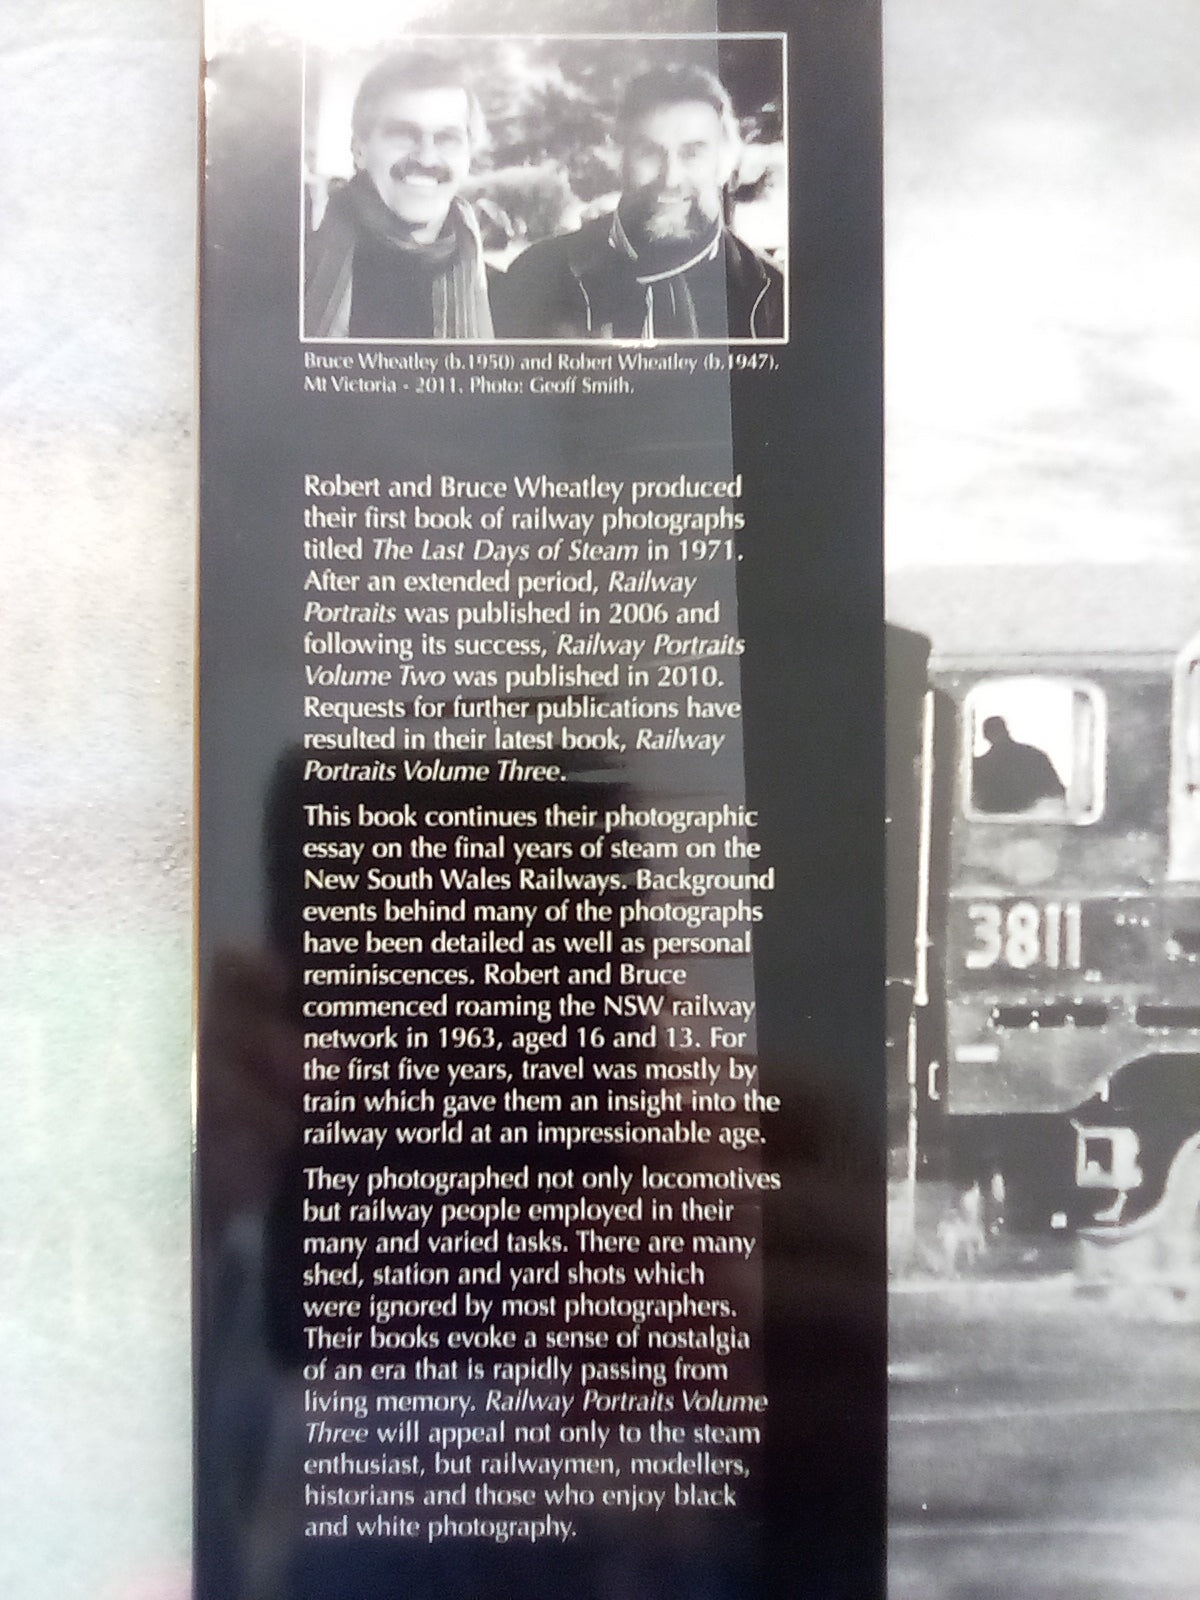 Bruce Wheatley (b.1950) and Robert Wheatley (b.1947).
Mt Victoria - 2011. Photo: Geoff Smith.
Robert and Bruce Wheatley produced
their first book of railway photographs
titled The Last Days of Steam in 1971.
After an extended period, Railway
Portraits was published in 2006 and
following its success, Railway Portraits
Volume Two was published in 2010.
Requests for further publications have
resulted in their latest book, Railway
Portraits Volume Three.
This book continues their photographic
essay on the final years of steam on the
New South Wales Railways. Background
events behind many of the photographs
have been detailed as well as personal
reminiscences. Robert and Bruce
commenced roaming the NSW railway
network in 1963, aged 16 and 13. For
the first five years, travel was mostly by
train which gave them an insight into the
railway world at an impressionable age.
They photographed not only locomotives
but railway people employed in their
many and varied tasks. There are many
shed, station and yard shots which
were ignored by most photographers.
Their books evoke a sense of nostalgia
of an era that is rapidly passing from
living memory. Railway Portraits Volume
Three will appeal not only to the steam
enthusiast, but railwaymen, modellers,
historians and those who enjoy black
and white photography.
3811